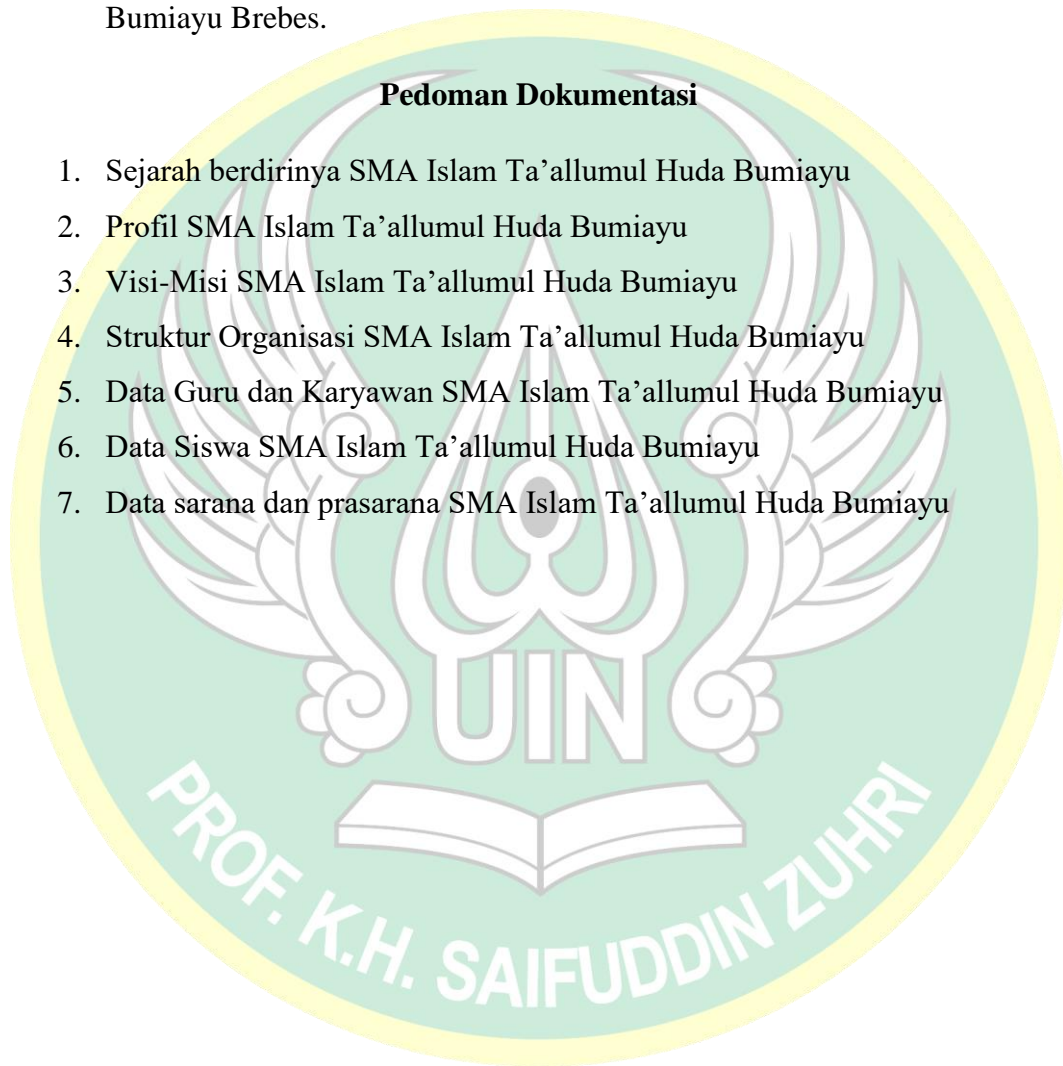 Bumiayu Brebes.
Pedoman Dokumentasi
1. Sejarah berdirinya SMA Islam Ta’allumul Huda Bumiayu
2. Profil SMA Islam Ta’allumul Huda Bumiayu
3. Visi-Misi SMA Islam Ta’allumul Huda Bumiayu
4. Struktur Organisasi SMA Islam Ta’allumul Huda Bumiayu
5. Data Guru dan Karyawan SMA Islam Ta’allumul Huda Bumiayu
6. Data Siswa SMA Islam Ta’allumul Huda Bumiayu
7. Data sarana dan prasarana SMA Islam Ta’allumul Huda Bumiayu
UIN
PROF. K.H. SAIFUDDIN ZUHRI